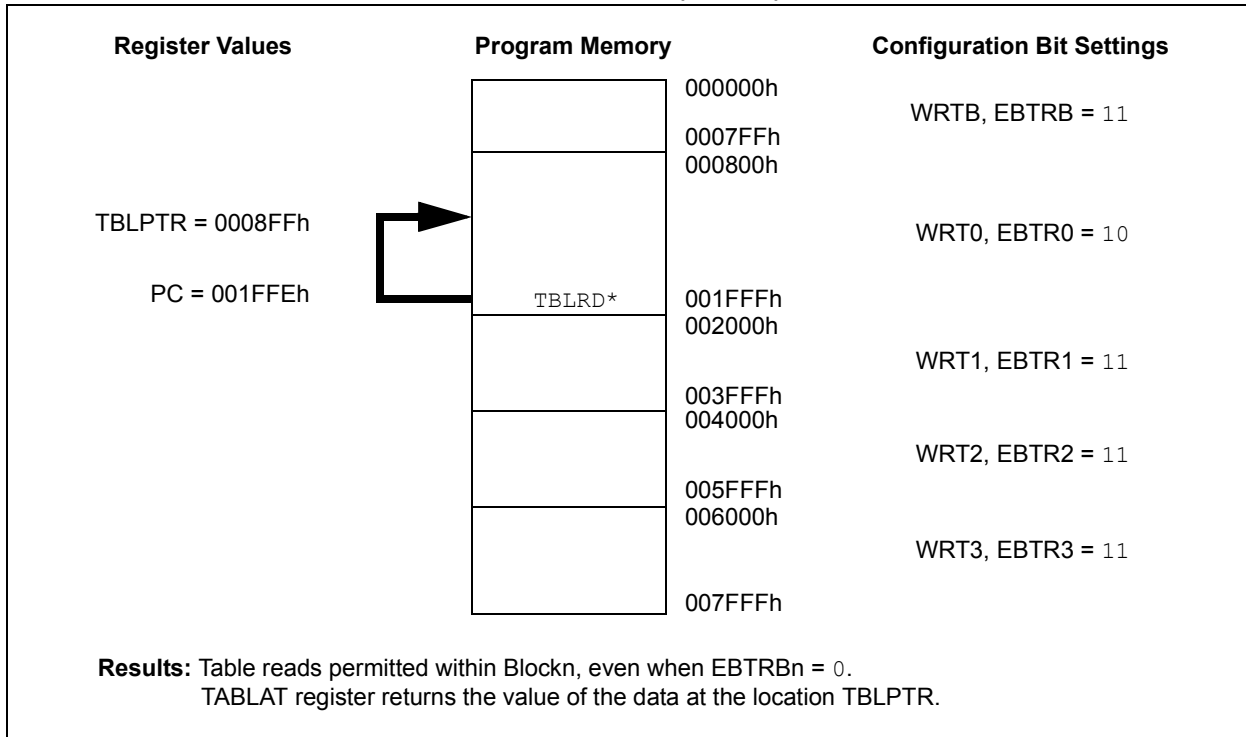 Register Values Program Memory Configuration Bit Settings
000000h
WRTB, EBTRB = 11
0007FFh
000800h
TBLPTR = 0008FFh
WRT0, EBTR0 = 10
PC = 001FFEh TBLRD* 001FFFh
002000h
WRT1, EBTR1 = 11
003FFFh
004000h
WRT2, EBTR2 = 11
005FFFh
006000h
WRT3, EBTR3 = 11
007FFFh
Results: Table reads permitted within Blockn, even when EBTRBn = 0.
TABLAT register returns the value of the data at the location TBLPTR.